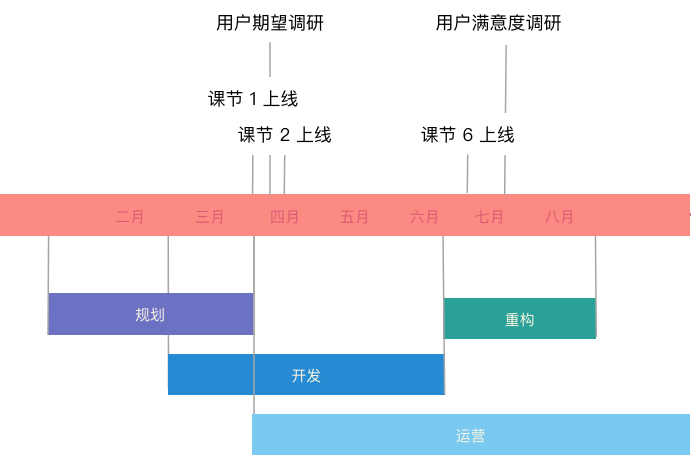 用户期望调研
用户满意度调研
课节 1 上线
课节 2 上线
课节 6 上线
二月 三月 四月 五月 六月 七月 八月
规划
重构
开发
运营